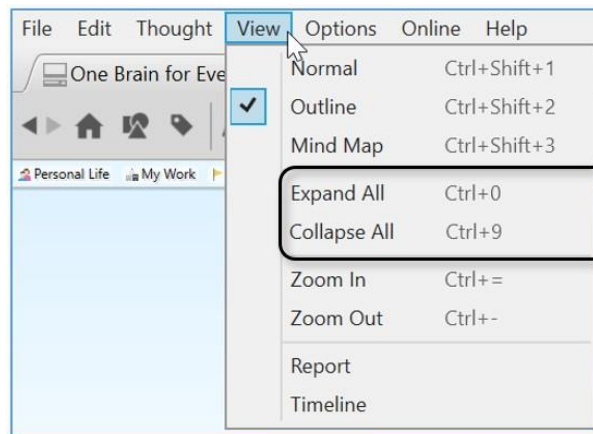 File Edit Thought View Options Online Help
One Brain for Eve
Normal Ctrl+Shift+1
Outline Ctrl+Shift+2
Mind Map Ctrl+Shift+3
Personal Life My Work
Expand All Ctrl+0
Collapse All Ctrl+9
Zoom In Ctrl+=
Zoom Out Ctrl+-
Report
Timeline